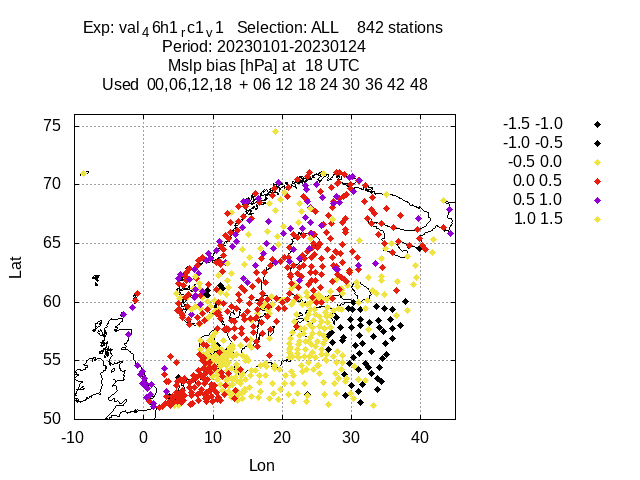 Exp: val₄6h1ᵣc1ᵥ1 Selection: ALL 842 stations
Period: 20230101-20230124
Mslp bias [hPa] at 18 UTC
Used 00,06,12,18 + 06 12 18 24 30 36 42 48
-1.5 -1.0
-1.0 -0.5
-0.5 0.0
0.0 0.5
0.5 1.0
1.0 1.5
75
70
65
60
55
50
Lat
-10 0 10 20 30 40
Lon